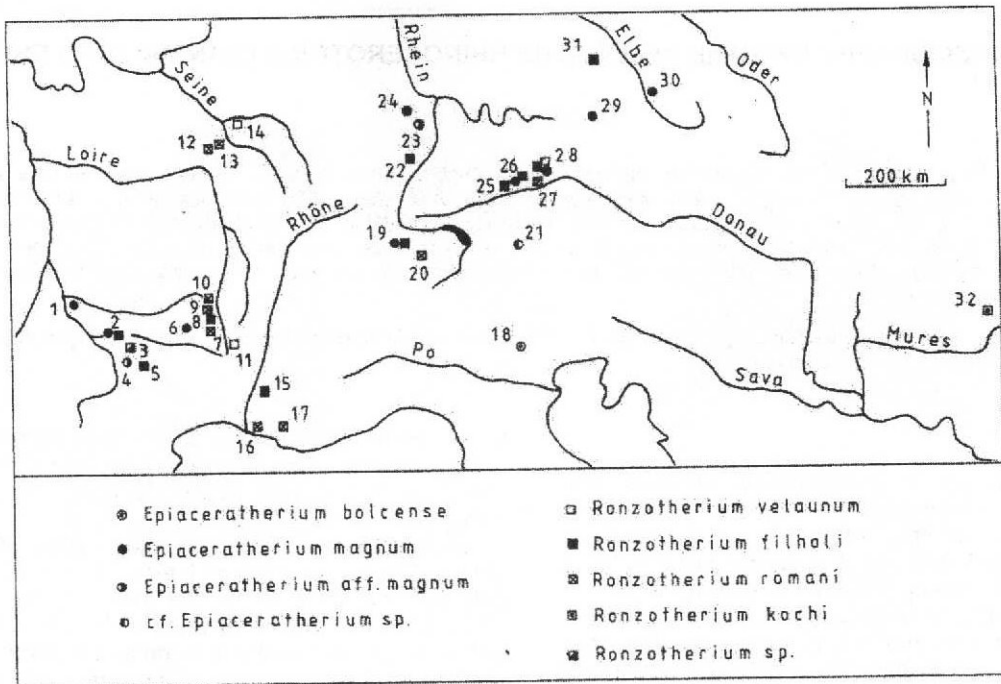 31
Elbe
Oder
Rhein
Seine
30
N
24
29
14
23
12
13
28
Loire
22
26
200 km
25
27
Rhône
Donau
19
21
20
10
1
9
32
2
6
8
3
7
18
Mures
4
5
11
Po
Sava
15
17
16
Epiaceratherium bolcense
Epiaceratherium magnum
Epiaceratherium aff. magnum
cf. Epiaceratherium sp.
Ronzotherium velaunum
Ronzotherium filholi
Ronzotherium romani
Ronzotherium kochi
Ronzotherium sp.